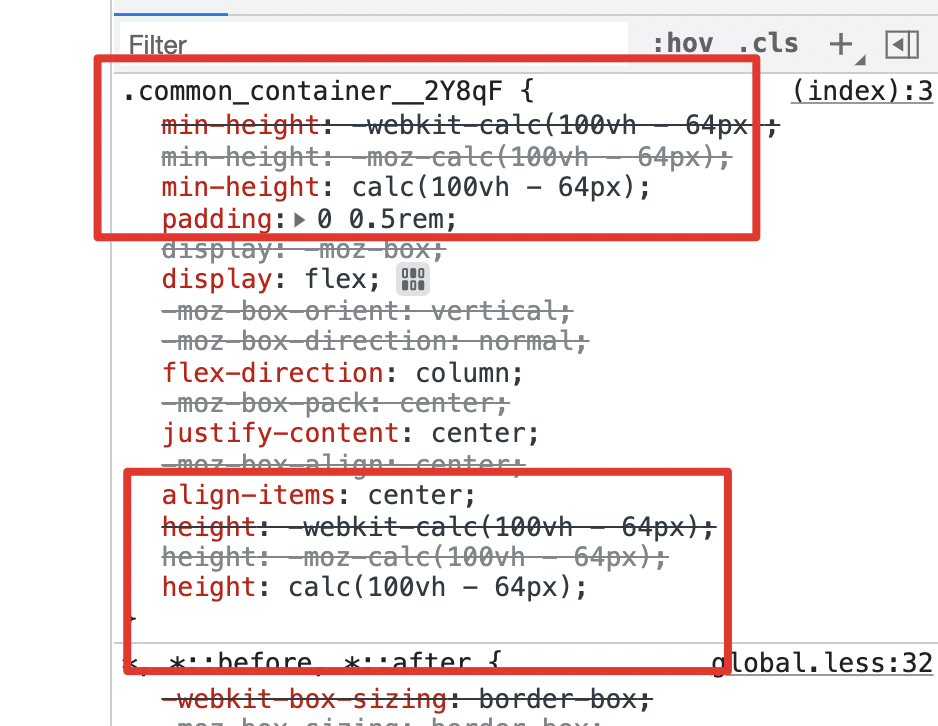 Filter :hov .cls
.common_container__2Y8qF { (index):3
min-height: -webkit-calc(100vh - 64px);
min-height: -moz-calc(100vh - 64px);
min-height: calc(100vh - 64px);
padding: 0 0.5rem;
display: -moz-box;
display: flex;
-moz-box-orient: vertical;
-moz-box-direction: normal;
flex-direction: column;
-moz-box-pack: center;
justify-content: center;
-moz-box-align: center;
align-items: center;
height: -webkit-calc(100vh - 64px);
height: -moz-calc(100vh - 64px);
height: calc(100vh - 64px);
}
*, *::before, *::after { global.less:32
-webkit-box-sizing: border-box;
-moz-box-sizing: border-box;